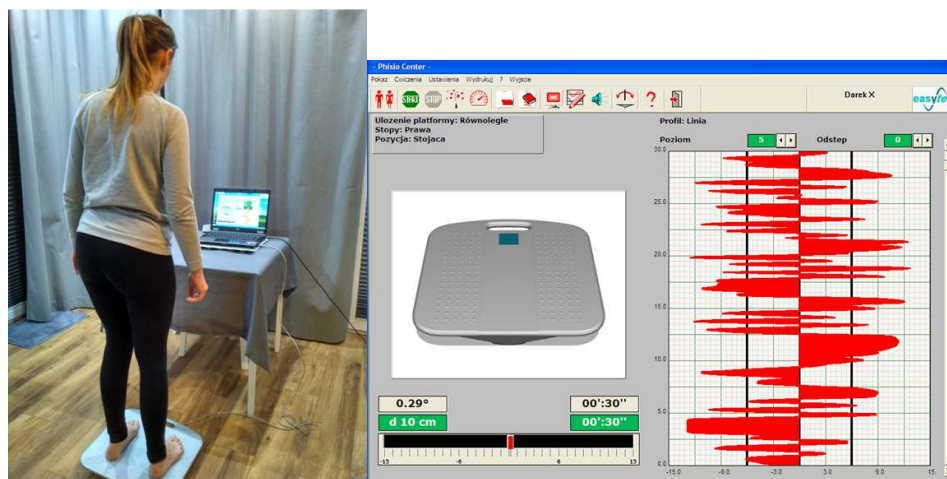 - Phisio Center -
Pokaz Cwiczenia Ustawienia Wydrukuj ? Wyjscie
START STOP ? Darek X easyte
Ulozenie platformy: Równolegle
Stopy: Prawa
Pozycja: Stojaca
Profil: Linia
Poziom 5 Odstep 0
30.0
25.0
20.0
15.0
10.0
5.0
0.0
-15.0 -9.0 -3.0 3.0 9.0 15.
0.29° 00':30''
d 10 cm 00':30''
-15 -6 6 15